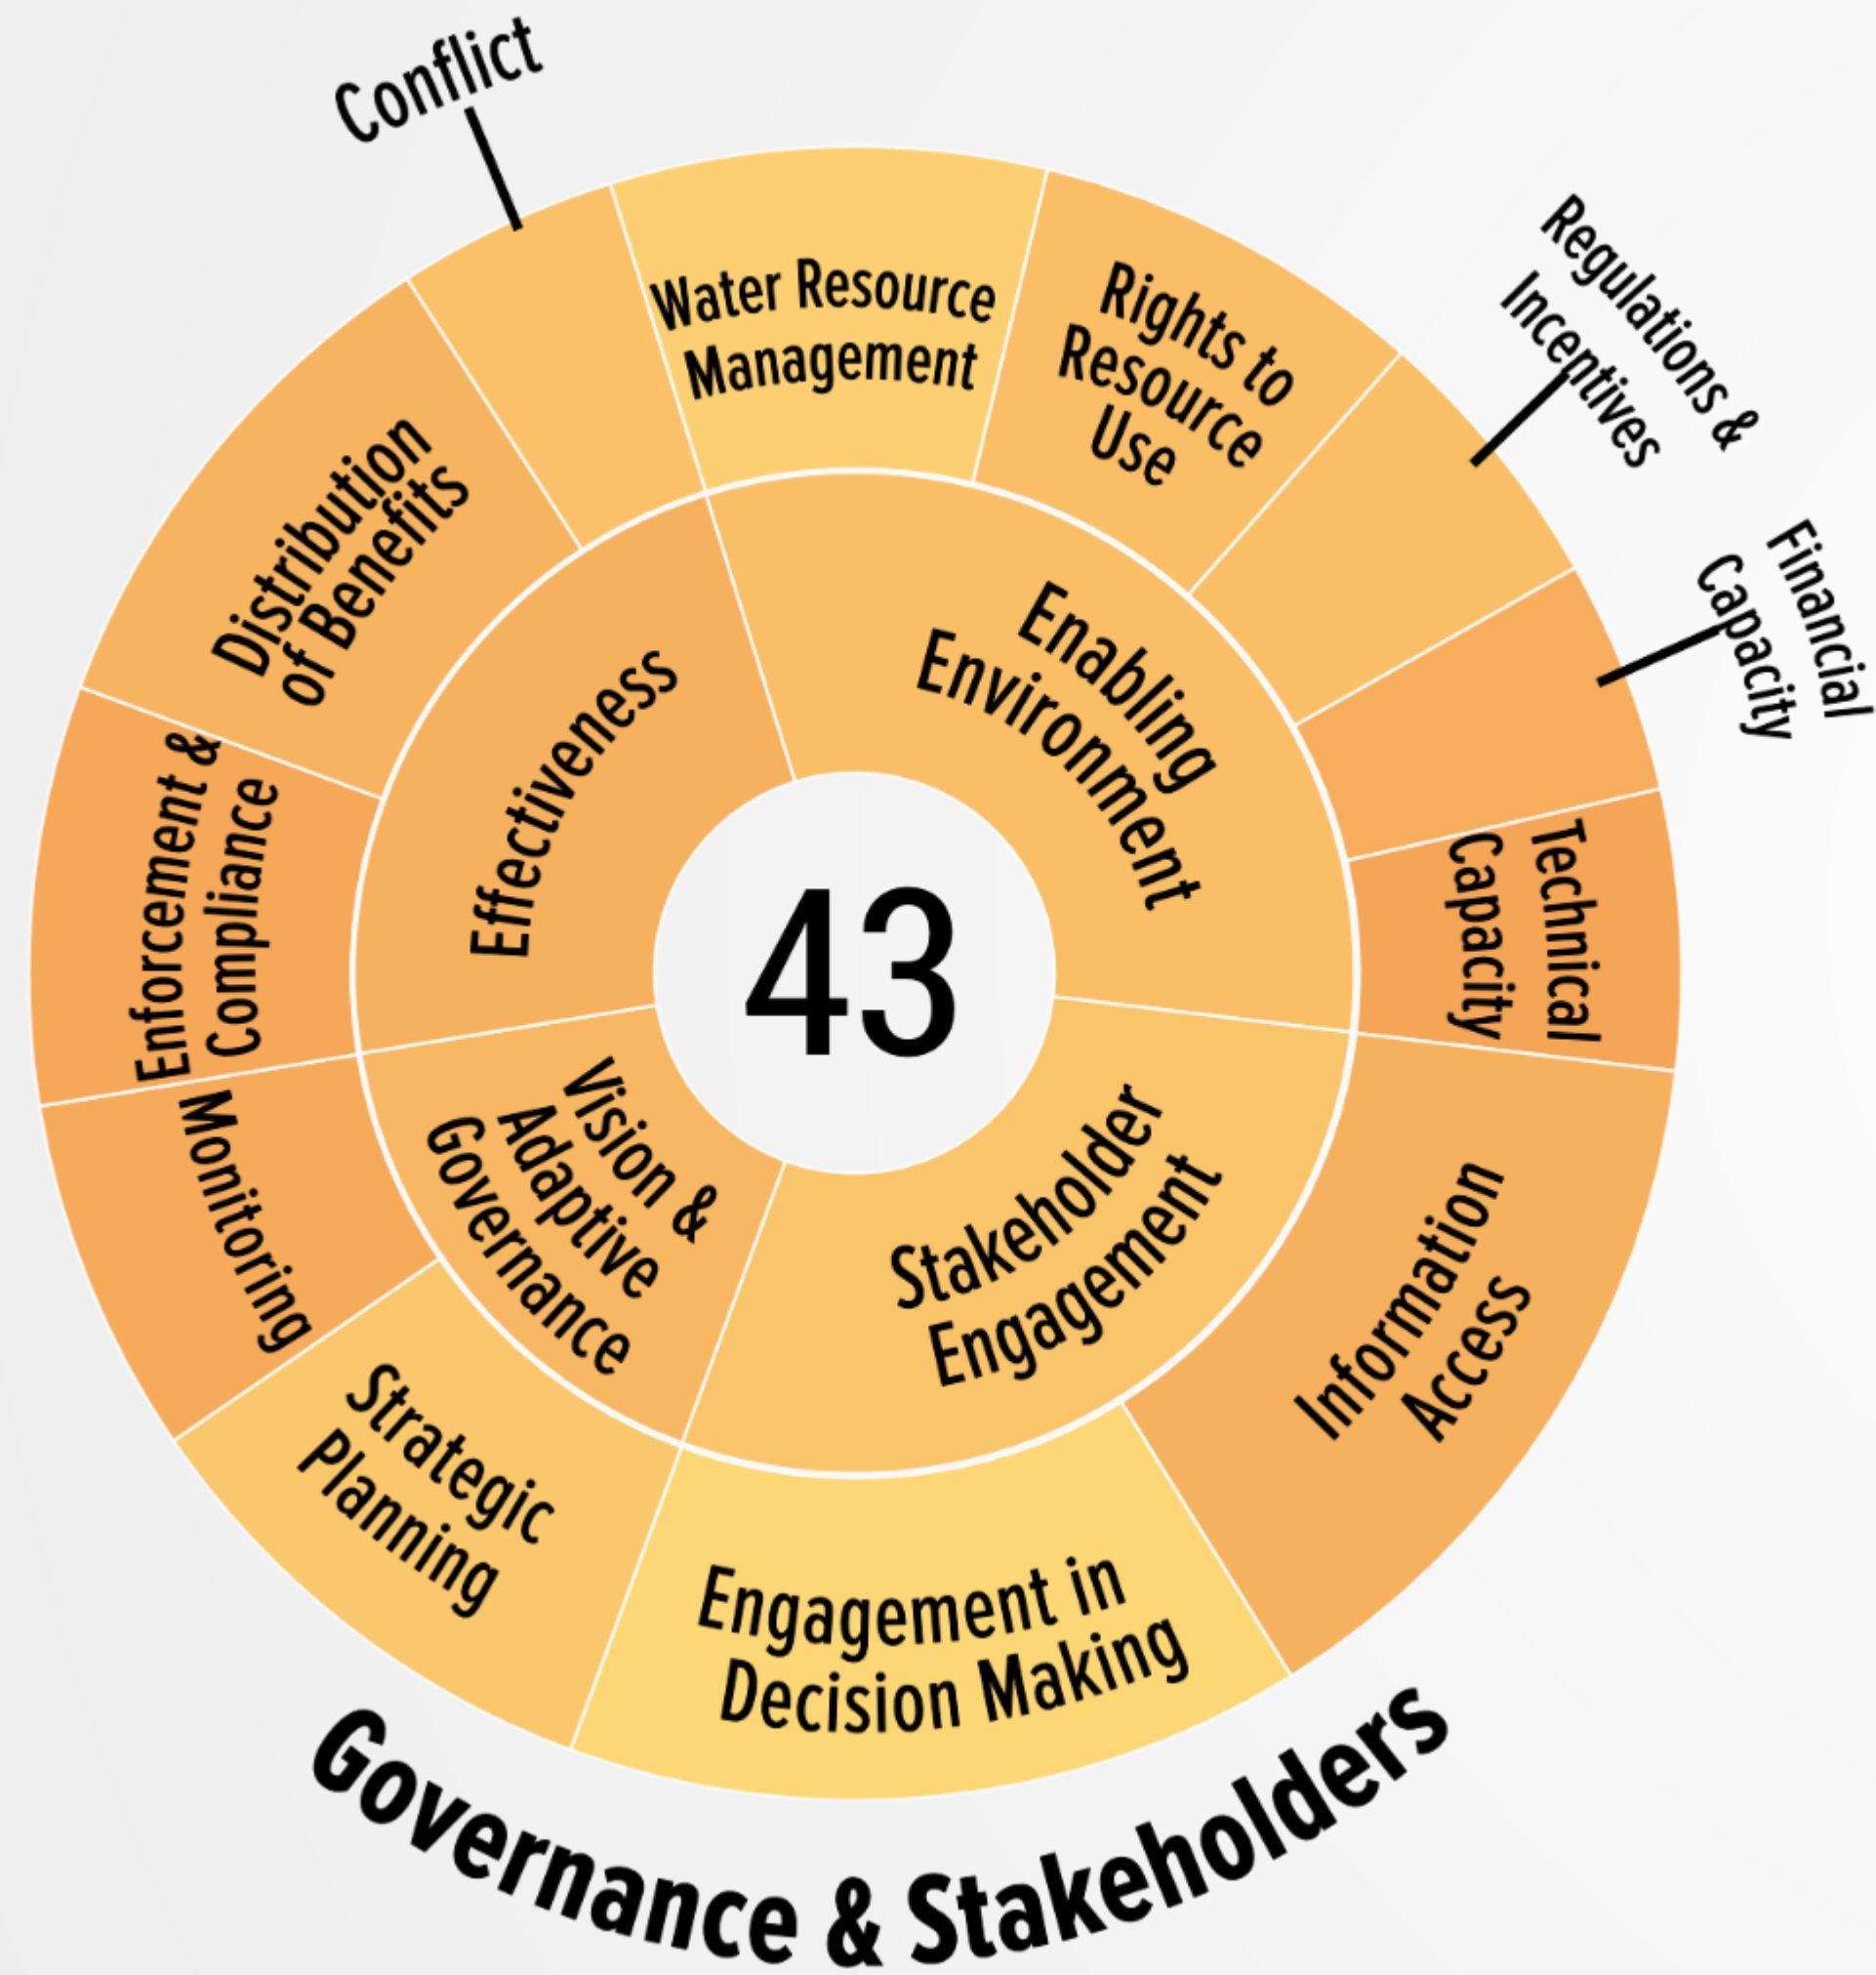 Conflict
Water Resource
Management
Rights to
Resource
Use
Regulations &
Incentives
Financial
Capacity
Technical
Capacity
Information
Access
Engagement in
Decision Making
Strategic
Planning
Monitoring
Enforcement &
Compliance
Distribution
of Benefits
Effectiveness
Enabling
Environment
Stakeholder
Engagement
Vision &
Adaptive
Governance
43
Governance & Stakeholders